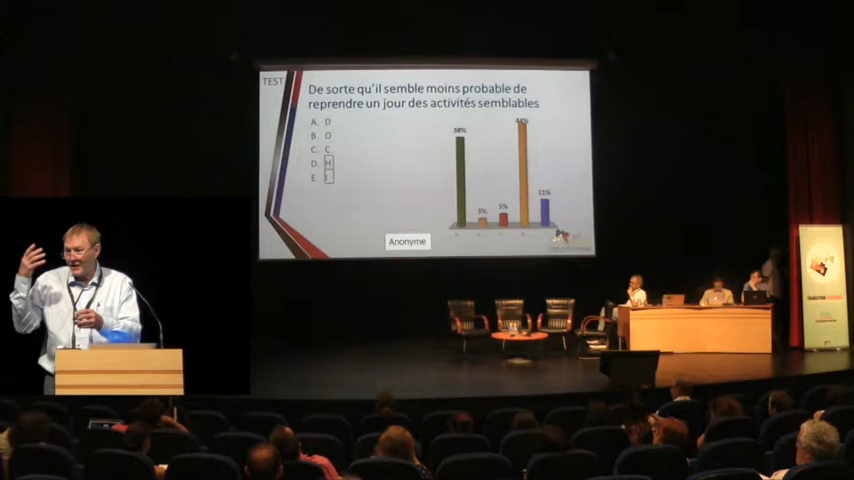 TEST
De sorte qu'il semble moins probable de
reprendre un jour des activités semblables
A. D
B. O
C. C
D. H
E. I
38%
3%
5%
44%
11%
Anonyme